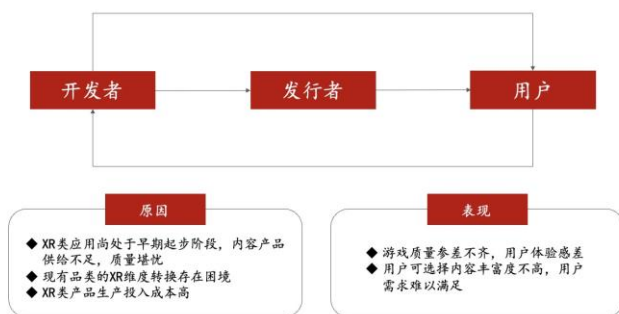 开发者
发行者
用户
原因
◆ XR类应用尚处于早期起步阶段，内容产品
供给不足，质量堪忧
◆ 现有品类的XR维度转换存在困境
◆ XR类产品生产投入成本高
表现
◆ 游戏质量参差不齐，用户体验感差
◆ 用户可选择内容丰富度不高，用户
需求难以满足